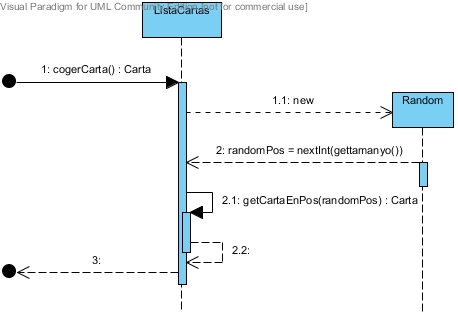 Visual Paradigm for UML Community Edition [not for commercial use]
ListaCartas
1: cogerCarta() : Carta
1.1: new
Random
2: randomPos = nextInt(gettamanyo())
2.1: getCartaEnPos(randomPos) : Carta
2.2:
3: